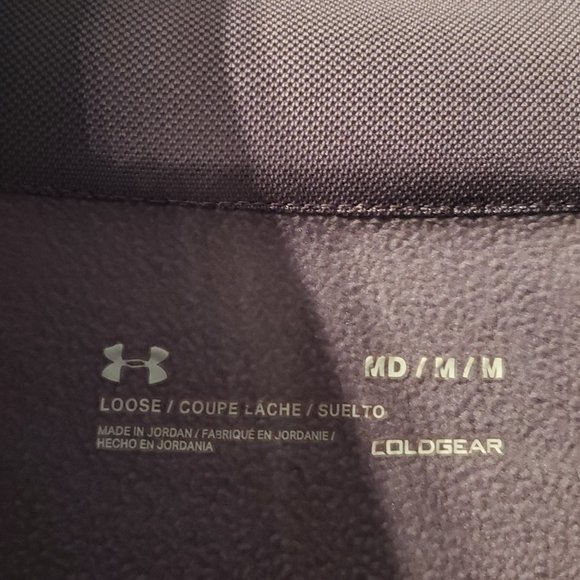 MD / M / M
LOOSE / COUPE LÂCHE / SUELTO
MADE IN JORDAN / FABRIQUÉ EN JORDANIE /
HECHO EN JORDANIA
COLDGEAR